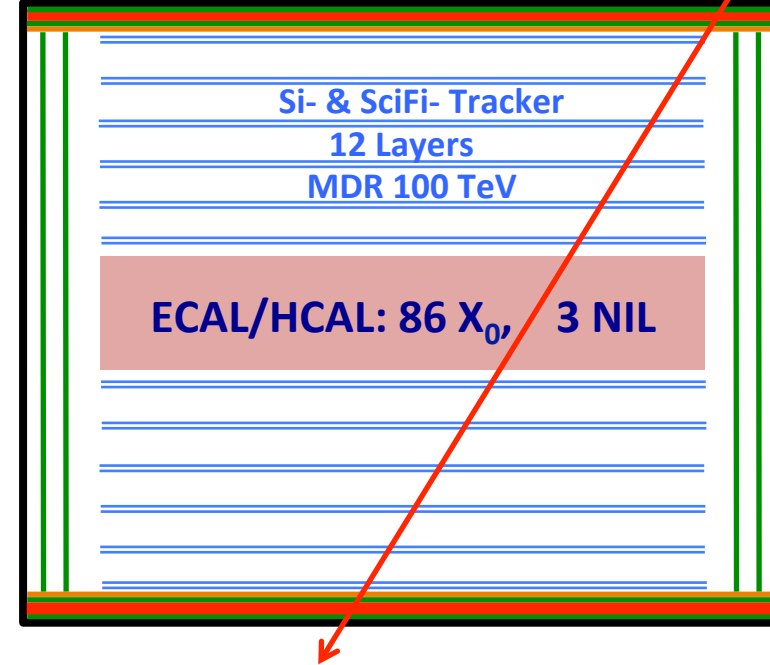 Si- & SciFi- Tracker
12 Layers
MDR 100 TeV
ECAL/HCAL: 86 X₀, 3 NIL